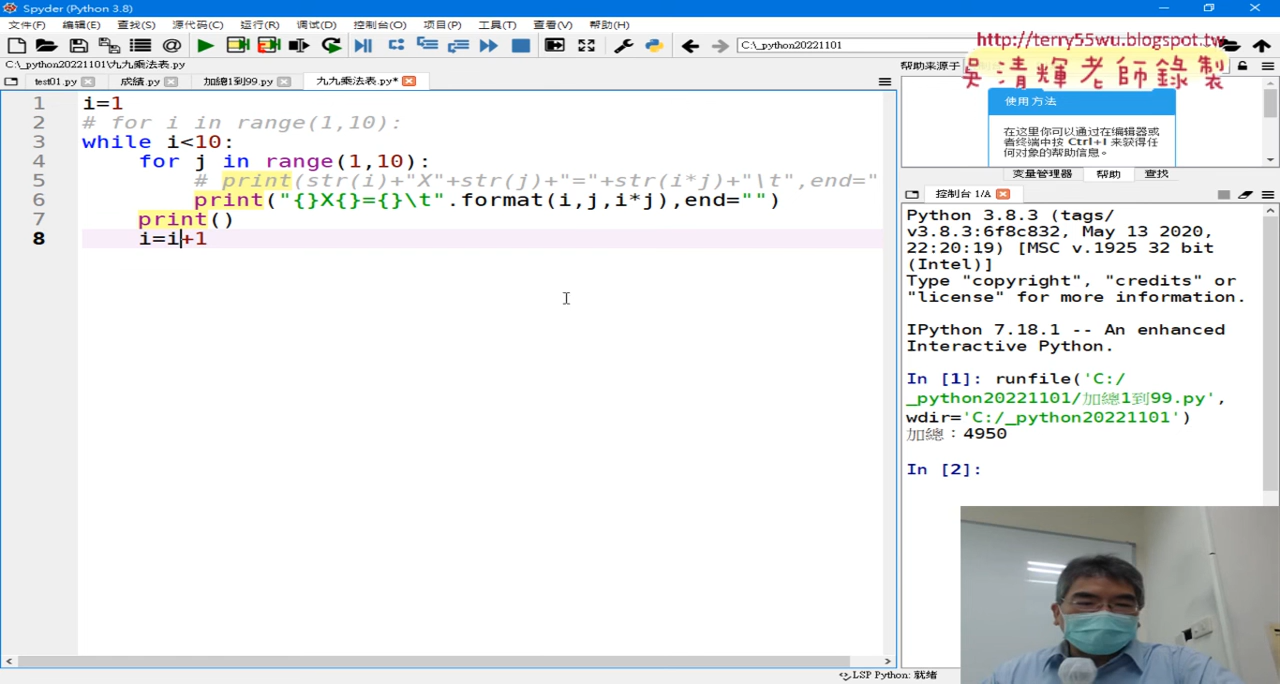 Spyder (Python 3.8)
文件(F) 编辑(E) 查找(S) 源代码(C) 运行(R) 调试(D) 控制台(O) 项目(P) 工具(T) 查看(V) 帮助(H)
C:\_python20221101
http://terry55wu.blogspot.tw
吳清輝老師錄製
C:\_python20221101\九九乘法表.py
帮助来源于
test01.py 成績.py 加總1到99.py 九九乘法表.py*
1 i=1
2 # for i in range(1,10):
3 while i<10:
4 for j in range(1,10):
5 # print(str(i)+"X"+str(j)+"="+str(i*j)+"\t",end="
6 print("{}X{}={}\t".format(i,j,i*j),end="")
7 print()
8 i=i+1
使用方法
在这里你可以通过在编辑器或
者终端中按 Ctrl+I 来获得任
何对象的帮助信息。
变量管理器 帮助 查找
控制台 1/A
Python 3.8.3 (tags/
v3.8.3:6f8c832, May 13 2020,
22:20:19) [MSC v.1925 32 bit
(Intel)]
Type "copyright", "credits" or
"license" for more information.
IPython 7.18.1 -- An enhanced
Interactive Python.
In [1]: runfile('C:/
_python20221101/加總1到99.py',
wdir='C:/_python20221101')
加總：4950
In [2]:
LSP Python: 就绪